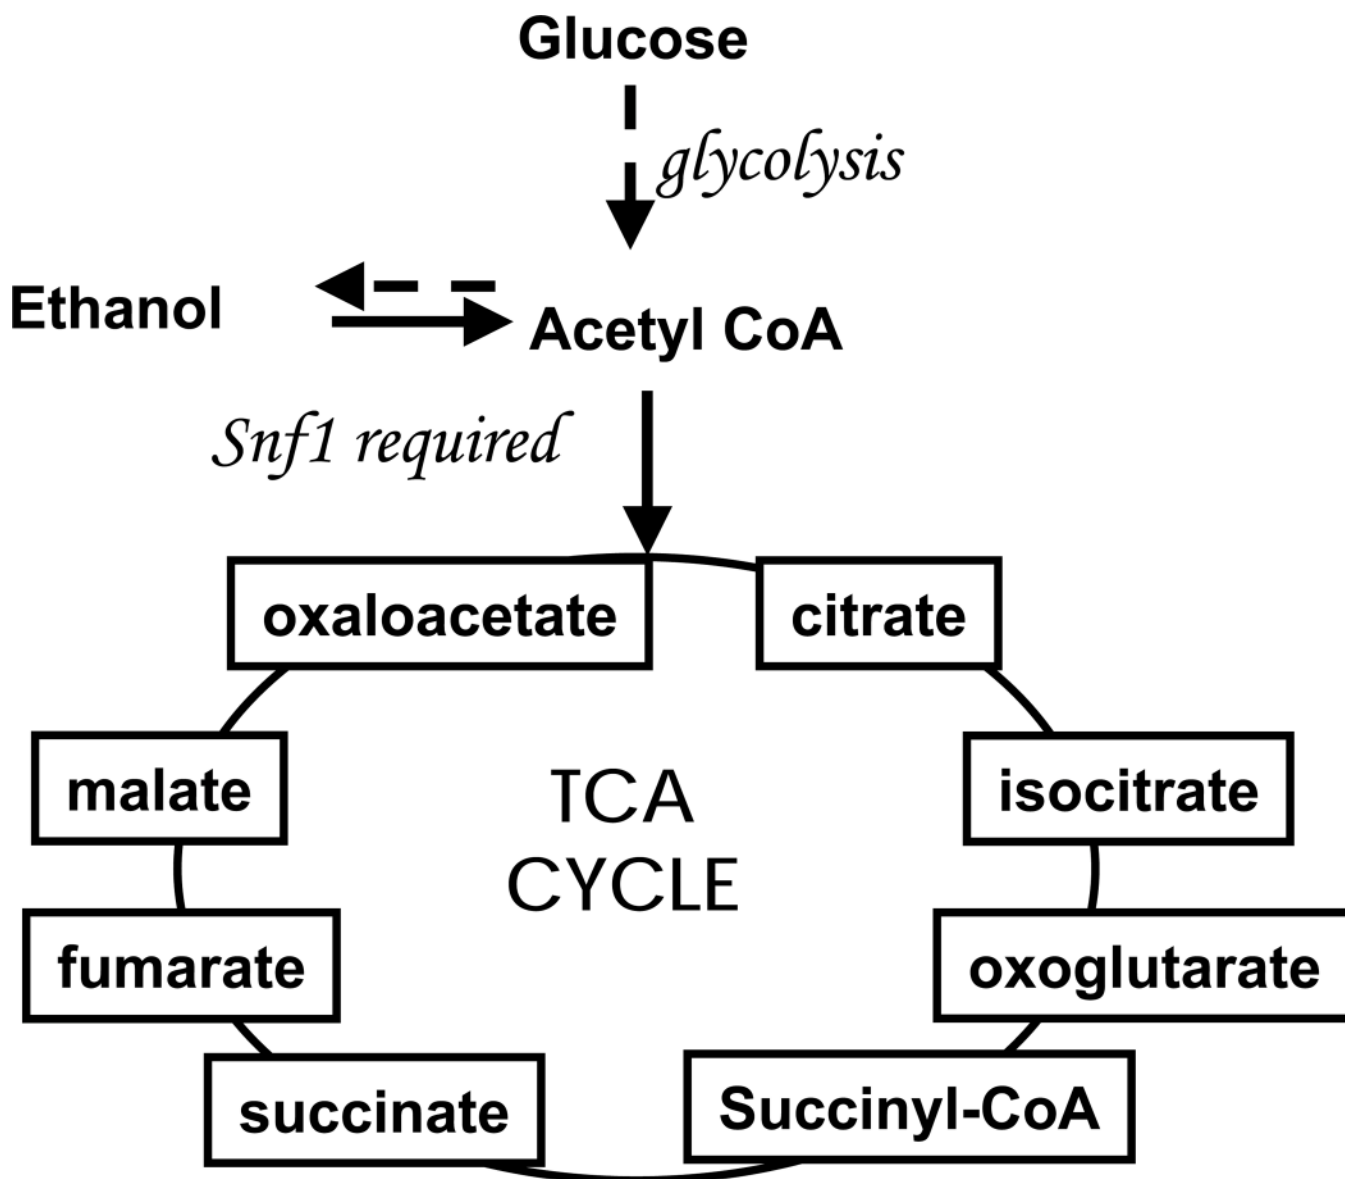 Glucose
glycolysis
Ethanol
Acetyl CoA
Snf1 required
oxaloacetate
citrate
malate
TCA
CYCLE
isocitrate
fumarate
oxoglutarate
succinate
Succinyl-CoA